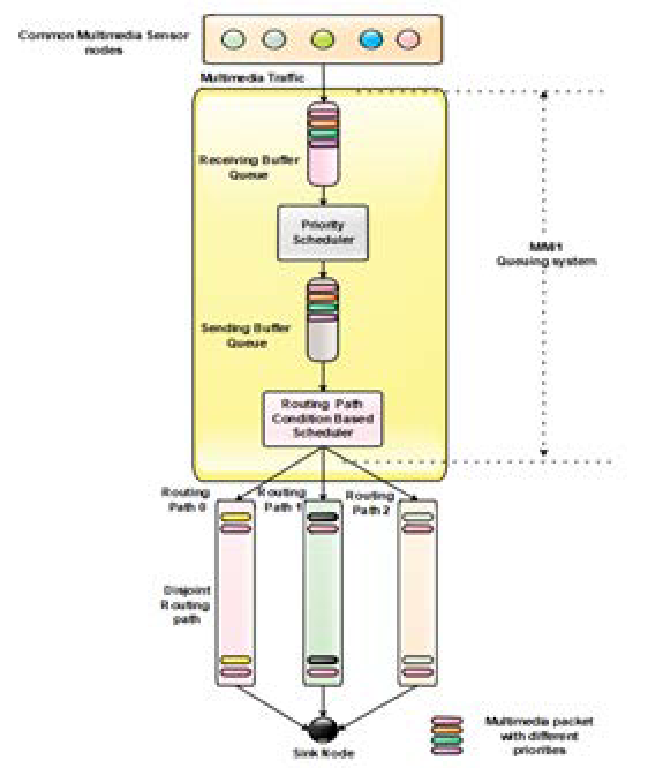 Common Multimedia Sensor
nodes
Multimedia Traffic
Receiving Buffer
Queue
Priority
Scheduler
Sending Buffer
Queue
Routing Path
Condition Based
Scheduler
Queuing system
Routing
Path 0
Routing
Path 1
Routing
Path 2
Disjoint
Routing
path
Sink Node
Multimedia packet
with different
priorities